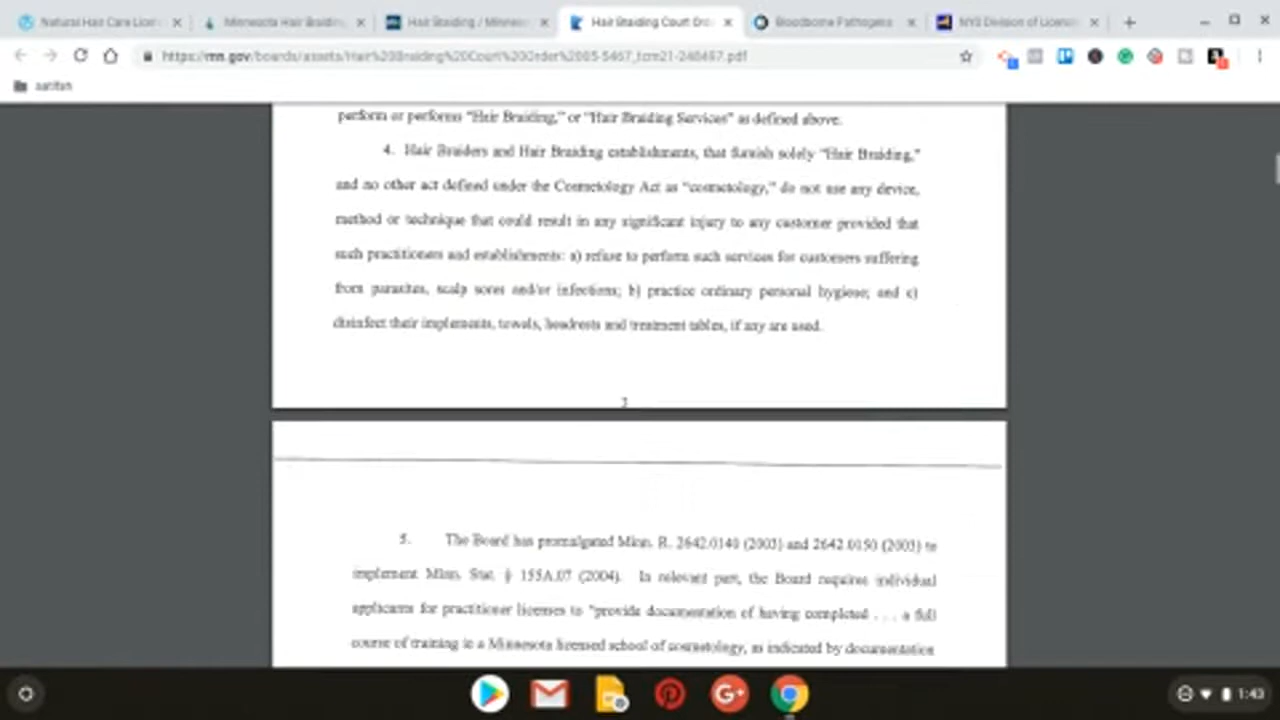 Natural Hair Care Licen
Minnesota Hair Braiding
Hair Braiding / Minnes
Hair Braiding Court Ord
Bloodborne Pathogens
NYS Division of Licens
https://mn.gov/boards/assets/Hair%20Braiding%20Court%20Order%2005-5467_tcm21-248497.pdf
perform or performs "Hair Braiding," or "Hair Braiding Services" as defined above.
4. Hair Braiders and Hair Braiding establishments, that furnish solely "Hair Braiding,"
and no other act defined under the Cosmetology Act as "cosmetology," do not use any device,
method or technique that could result in any significant injury to any customer provided that
such practitioners and establishments: a) refuse to perform such services for customers suffering
from parasites, scalp sores and/or infections; b) practice ordinary personal hygiene; and c)
disinfect their implements, towels, headrests and treatment tables, if any are used.
3
5. The Board has promulgated Minn. R. 2642.0140 (2003) and 2642.0150 (2003) to
implement Minn. Stat. § 155A.07 (2004). In relevant part, the Board requires individual
applicants for practitioner licenses to "provide documentation of having completed . . . a full
course of training in a Minnesota licensed school of cosmetology, as indicated by documentation
1:43